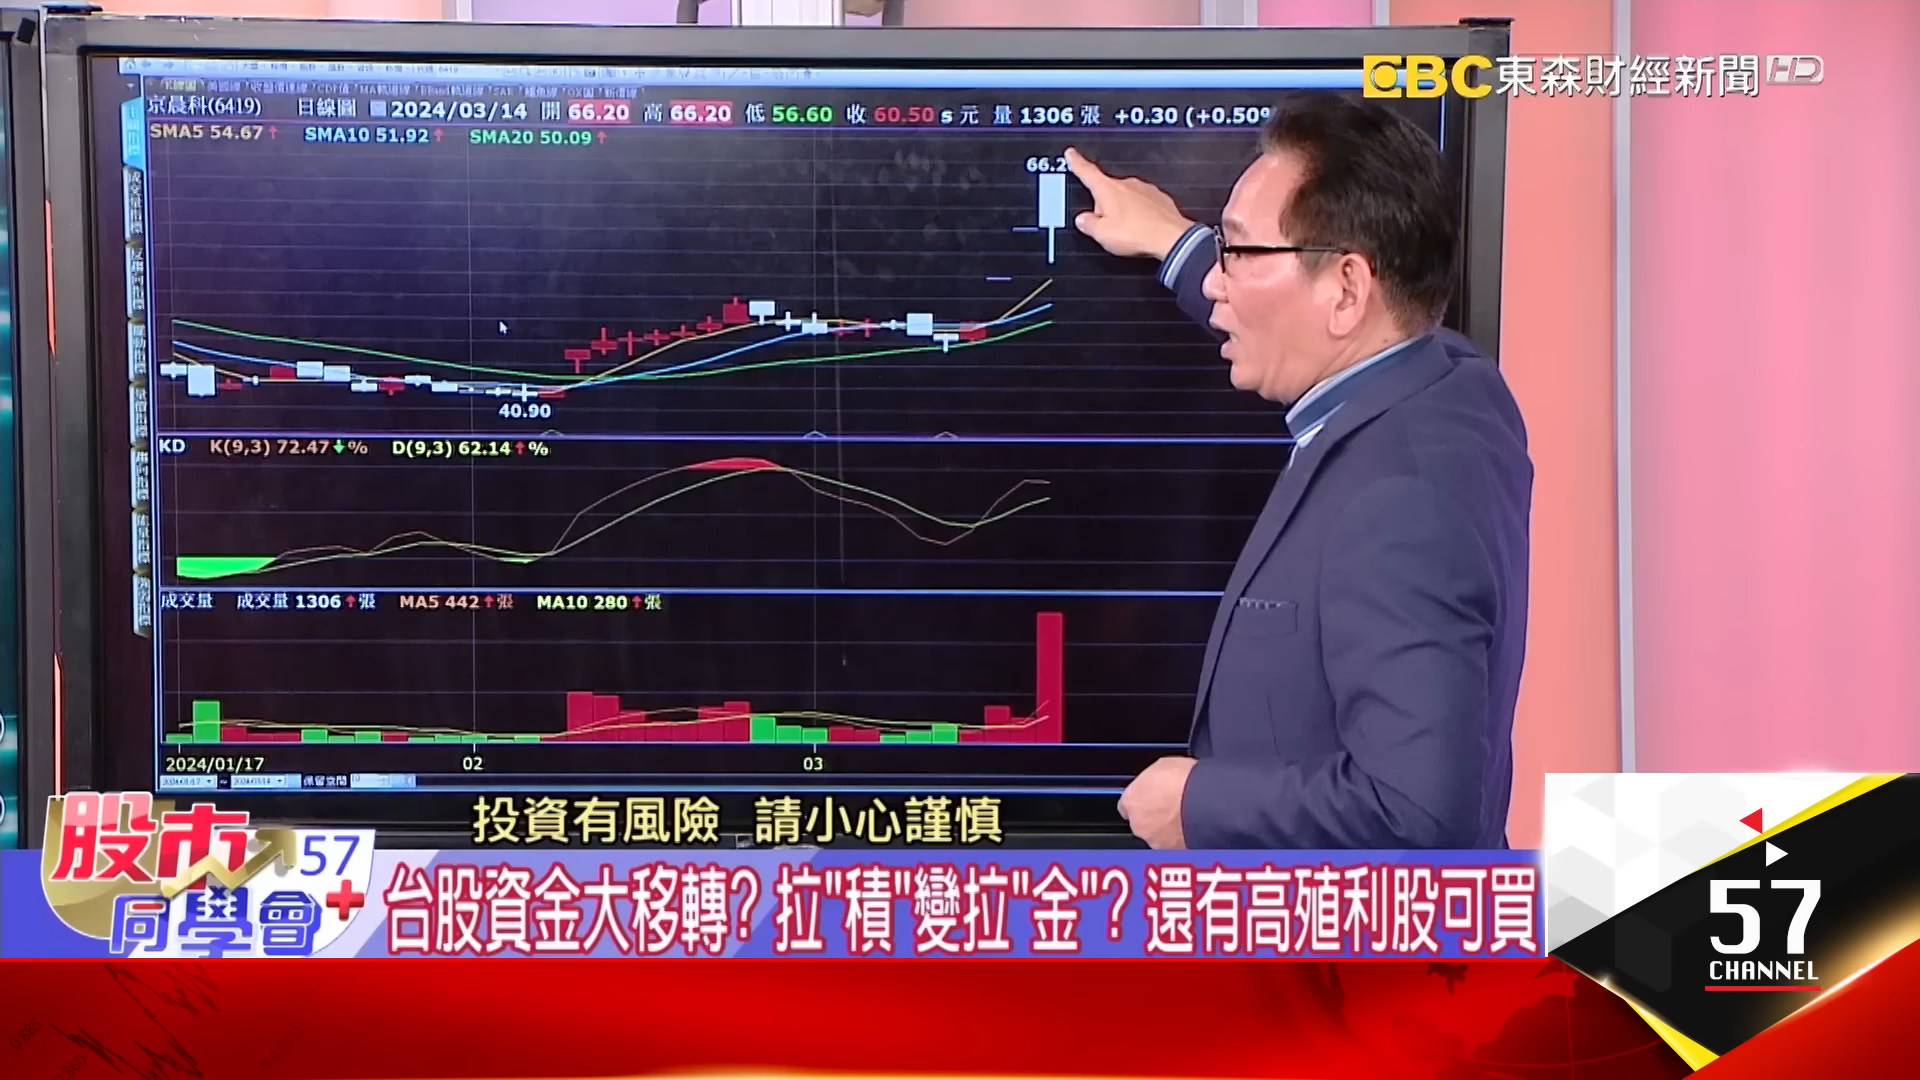 EBC東森財經新聞HD
京晨科(6419) 日線圖 2024/03/14 開 66.20 高 66.20 低 56.60 收 60.50 s 元 量 1306 張 +0.30 (+0.50%
SMA5 54.67↑ SMA10 51.92↑ SMA20 50.09↑
66.2
40.90
KD K(9,3) 72.47↓% D(9,3) 62.14↑%
成交量 成交量 1306↑張 MA5 442↑張 MA10 280↑張
2024/01/17 02 03
投資有風險 請小心謹慎
股市
57
同學會+
台股資金大移轉? 拉"積"變拉"金"? 還有高殖利股可買
57
CHANNEL